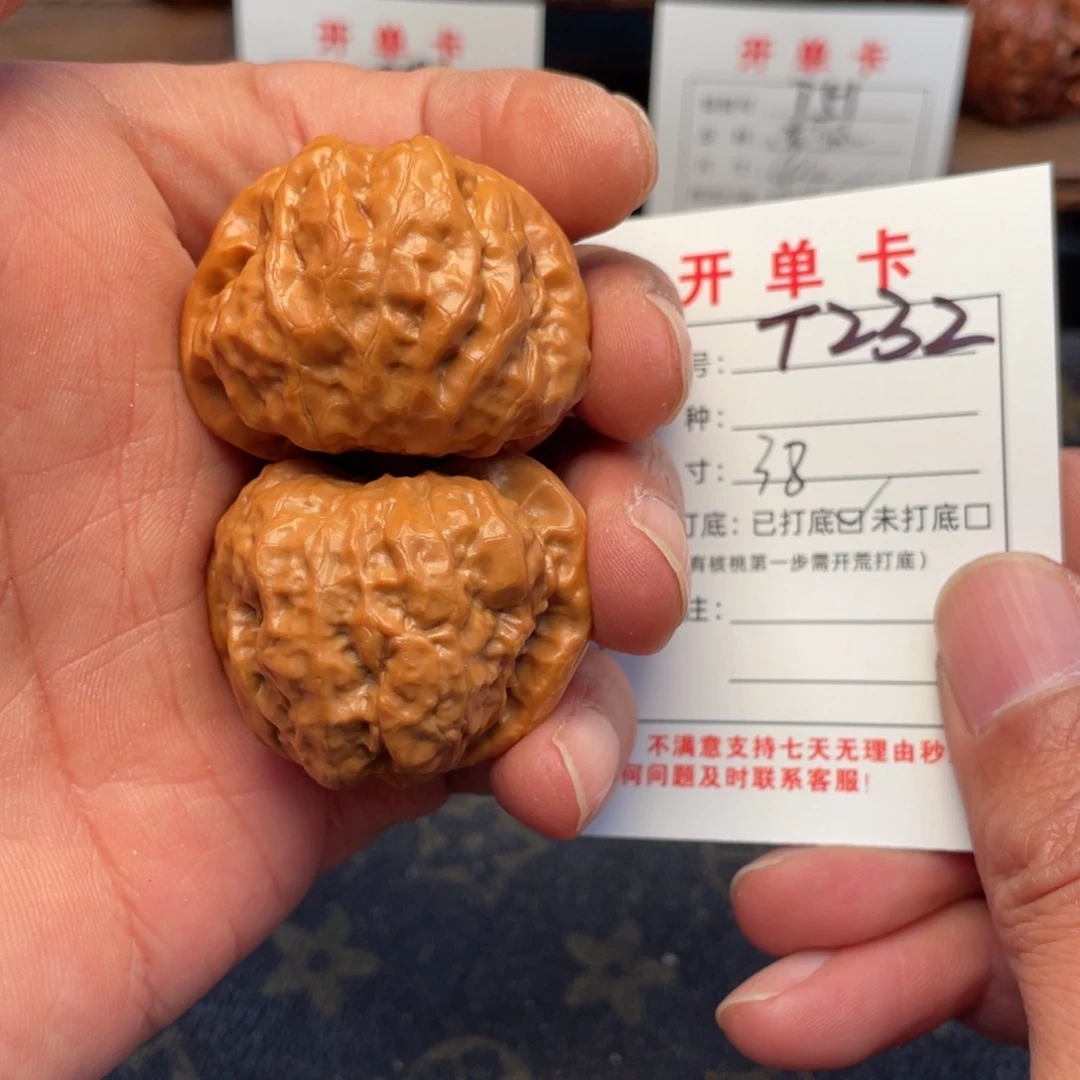 开单卡
开单卡
开单卡
号： T232
种：
寸： 38
打底：已打底☑未打底□
有核桃第一步需开荒打底）
注：
不满意支持七天无理由秒
何问题及时联系客服！